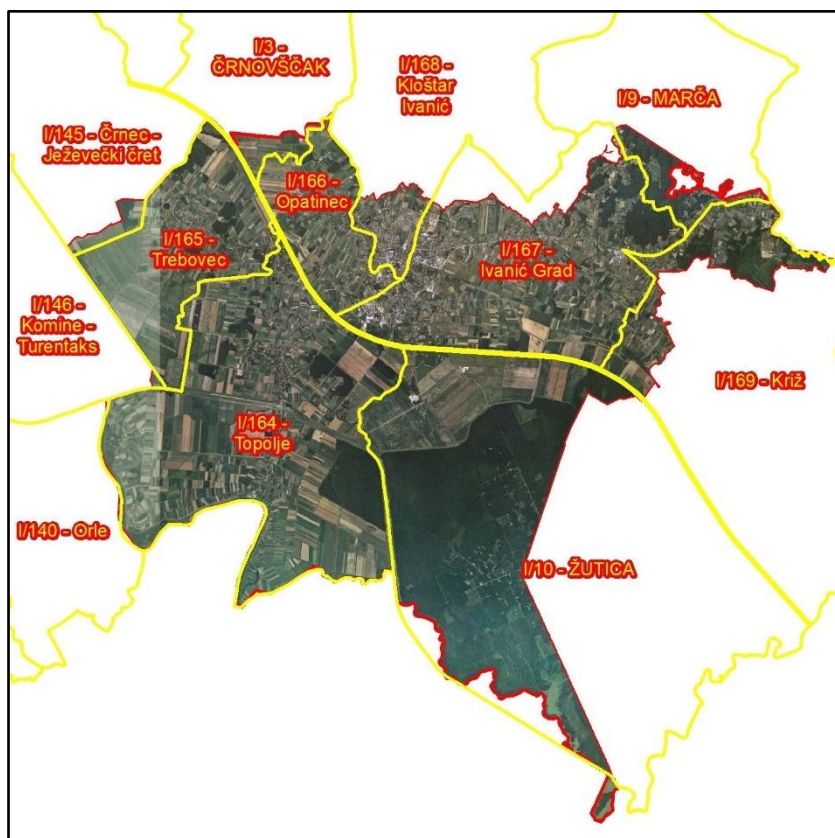 I/3 -
ČRNOVŠČAK
I/168 -
Kloštar
Ivanić
I/9 - MARČA
I/145 - Črnec -
Ježevečki čret
I/166 -
Opatinec
I/165 -
Trebovec
I/167 -
Ivanić Grad
I/146 -
Komine -
Turentaks
I/169 - Križ
I/164 -
Topolje
I/140 - Orle
I/10 - ŽUTICA